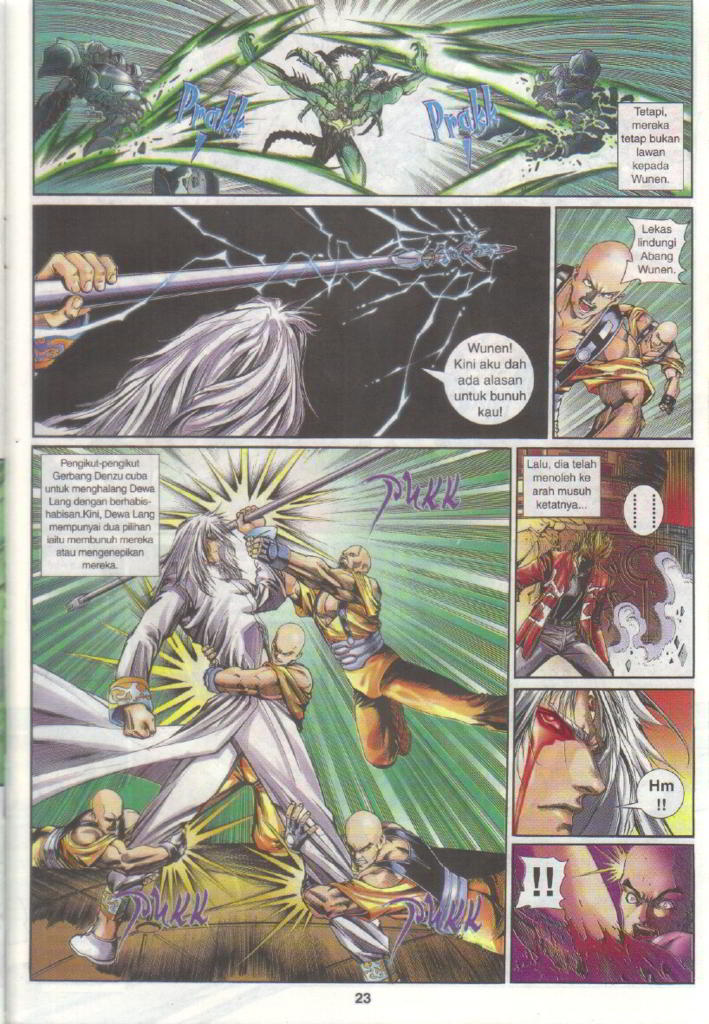 Prakk
!
Prakk
!
Tetapi,
mereka
tetap bukan
lawan
kepada
Wunen.
Wunen!
Kini aku dah
ada alasan
untuk bunuh
kau!
Lekas
lindungi
Abang
Wunen.
Pengikut-pengikut
Gerbang Denzu cuba
untuk menghalang Dewa
Lang dengan berhabis-
habisan.Kini, Dewa Lang
mempunyai dua pilihan
iaitu membunuh mereka
atau mengenepikan
mereka.
PUKK
PUKK
PUKK
Lalu, dia telah
menoleh ke
arah musuh
ketatnya...
Hm
!!
!!
23